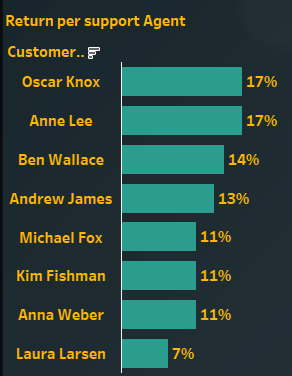 Return per support Agent
Customer..
Oscar Knox 17%
Anne Lee 17%
Ben Wallace 14%
Andrew James 13%
Michael Fox 11%
Kim Fishman 11%
Anna Weber 11%
Laura Larsen 7%